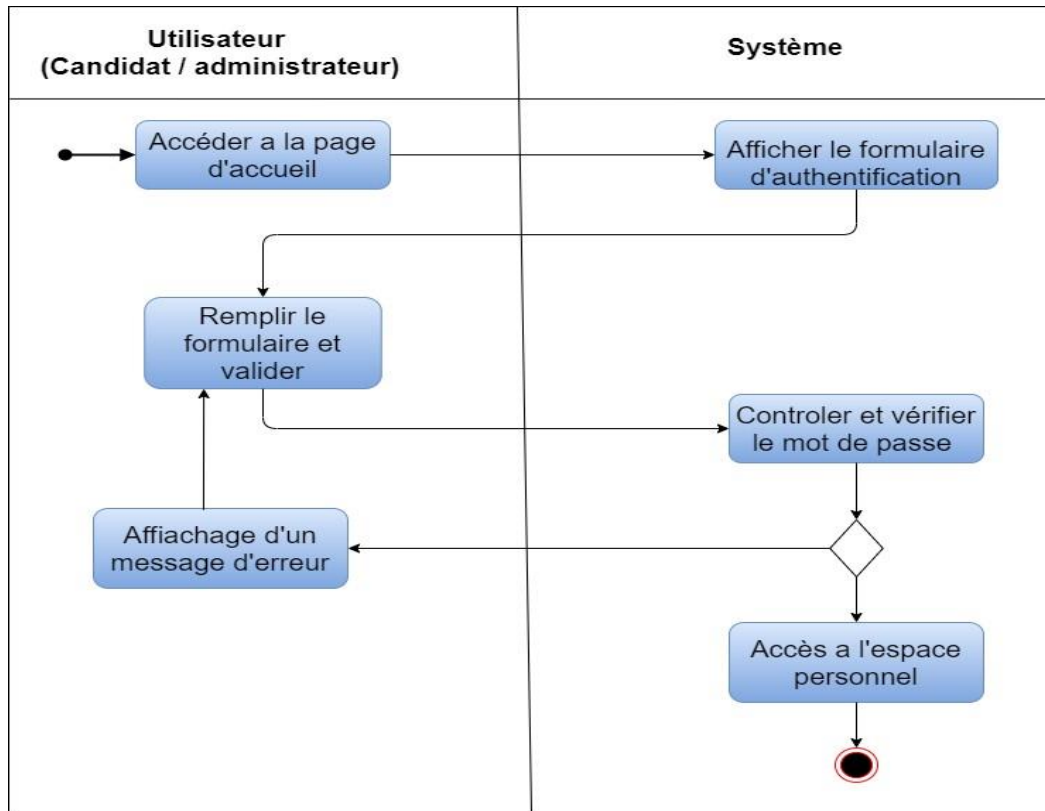 Utilisateur
(Candidat / administrateur)
Système
Accéder a la page
d'accueil
Afficher le formulaire
d'authentification
Remplir le
formulaire et
valider
Controler et vérifier
le mot de passe
Affiachage d'un
message d'erreur
Accès a l'espace
personnel